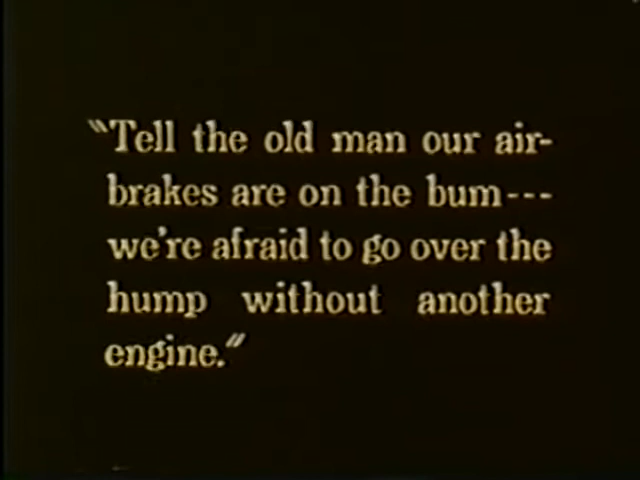 "Tell the old man our air-
brakes are on the bum---
we're afraid to go over the
hump without another
engine."